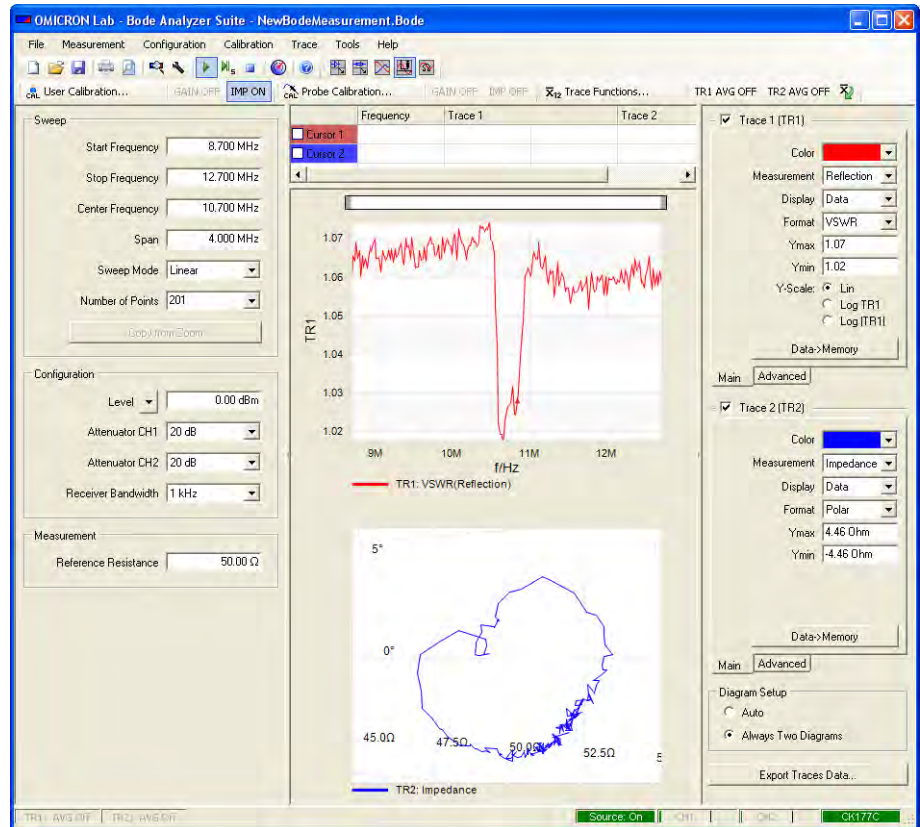 OMICRON Lab - Bode Analyzer Suite - NewBodeMeasurement.Bode
File Measurement Configuration Calibration Trace Tools Help
CAL User Calibration... GAIN OFF IMP ON CAL Probe Calibration... GAIN OFF IMP OFF X12 Trace Functions... TR1 AVG OFF TR2 AVG OFF
Sweep
Start Frequency 8.700 MHz
Stop Frequency 12.700 MHz
Center Frequency 10.700 MHz
Span 4.000 MHz
Sweep Mode Linear
Number of Points 201
Copy from Zoom
Configuration
Level 0.00 dBm
Attenuator CH1 20 dB
Attenuator CH2 20 dB
Receiver Bandwidth 1 kHz
Measurement
Reference Resistance 50.00 Ω
Frequency Trace 1 Trace 2
Cursor 1
Cursor 2
1.07
1.06
1.05
1.04
1.03
1.02
TR1
9M 10M 11M 12M
f/Hz
TR1: VSWR(Reflection)
5°
0°
45.0Ω 47.5Ω 50.0Ω 52.5Ω
TR2: Impedance
Trace 1 (TR1)
Color
Measurement Reflection
Display Data
Format VSWR
Ymax 1.07
Ymin 1.02
Y-Scale: Lin
Log TR1
Log |TR1|
Data->Memory
Main Advanced
Trace 2 (TR2)
Color
Measurement Impedance
Display Data
Format Polar
Ymax 4.46 Ohm
Ymin -4.46 Ohm
Data->Memory
Main Advanced
Diagram Setup
Auto
Always Two Diagrams
Export Traces Data...
TR1: AVG OFF TR2: AVG OFF Source: On CH1 CH2 CK177C